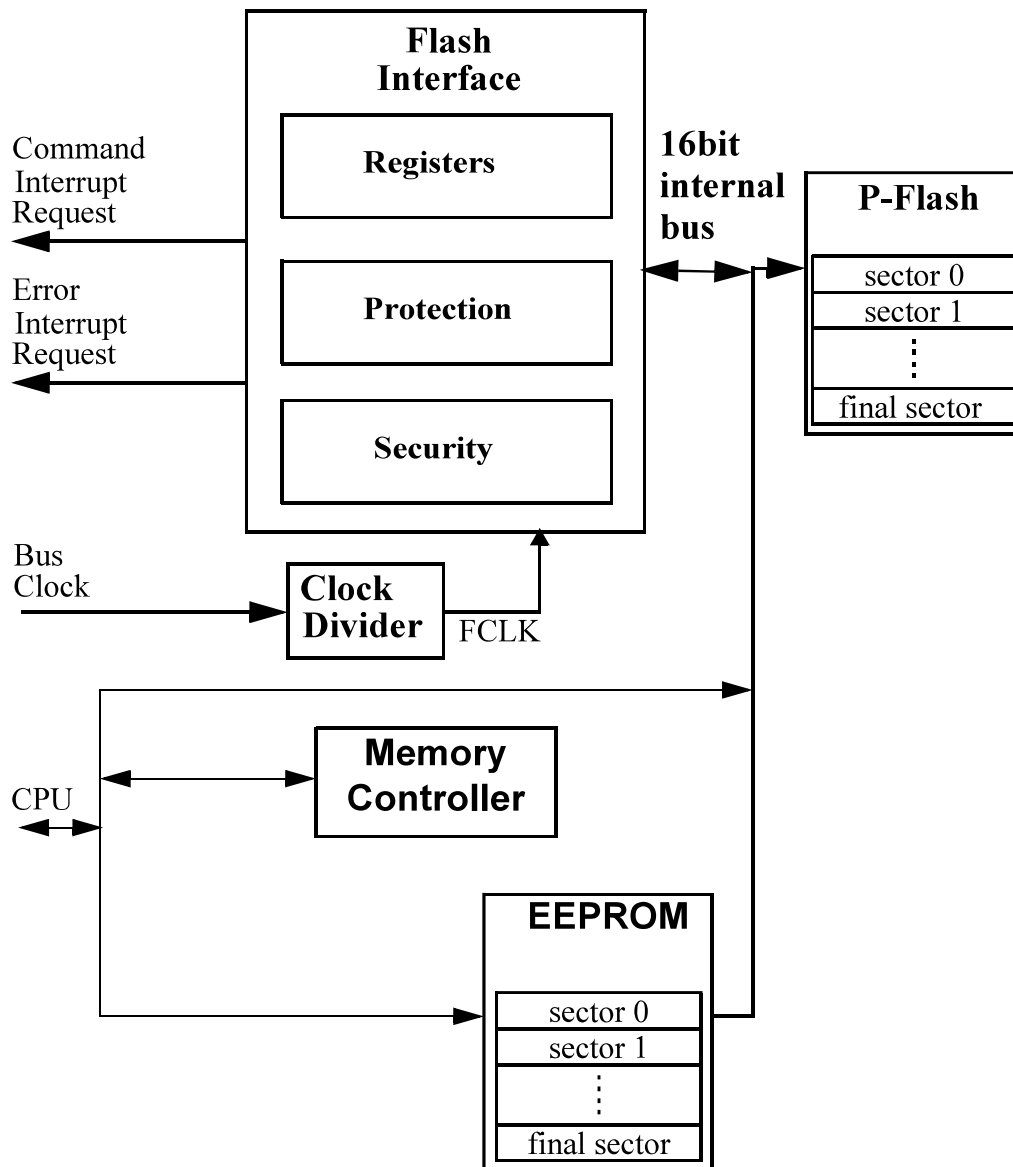 Flash
Interface
Registers
Protection
Security
Command
Interrupt
Request
Error
Interrupt
Request
16bit
internal
bus
P-Flash
sector 0
sector 1
final sector
Bus
Clock
Clock
Divider
FCLK
Memory
Controller
CPU
EEPROM
sector 0
sector 1
final sector